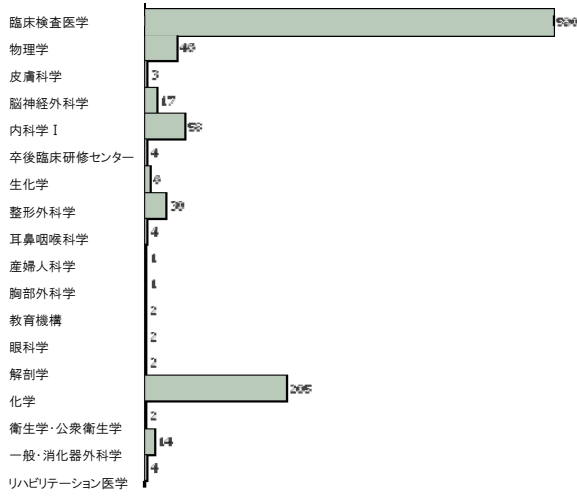 臨床検査医学 590
物理学 46
皮膚科学 3
脳神経外科学 17
内科学Ⅰ 58
卒後臨床研修センター 4
生化学
整形外科学 30
耳鼻咽喉科学 4
産婦人科学 1
胸部外科学 1
教育機構 2
眼科学 2
解剖学 2
化学 205
衛生学・公衆衛生学 2
一般・消化器外科学 14
リハビリテーション医学 4